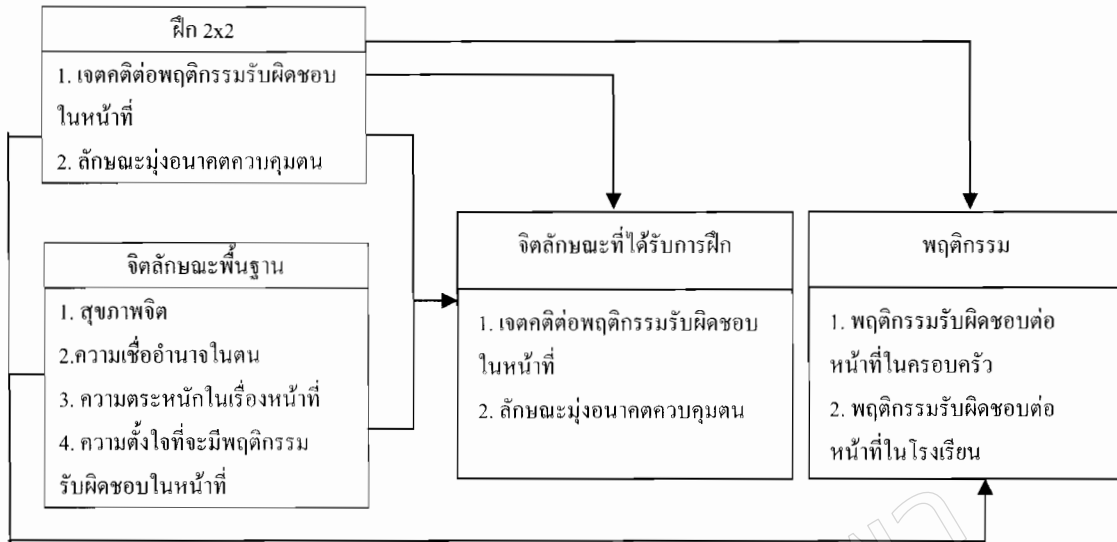 ฝึก 2x2
1. เจตคติต่อพฤติกรรมรับผิดชอบ
ในหน้าที่
2. ลักษณะมุ่งอนาคตควบคุมตน
จิตลักษณะพื้นฐาน
1. สุขภาพจิต
2.ความเชื่ออำนาจในตน
3. ความตระหนักในเรื่องหน้าที่
4. ความตั้งใจที่จะมีพฤติกรรม
รับผิดชอบในหน้าที่
จิตลักษณะที่ได้รับการฝึก
1. เจตคติต่อพฤติกรรมรับผิดชอบ
ในหน้าที่
2. ลักษณะมุ่งอนาคตควบคุมตน
พฤติกรรม
1. พฤติกรรมรับผิดชอบต่อ
หน้าที่ในครอบครัว
2. พฤติกรรมรับผิดชอบต่อ
หน้าที่ในโรงเรียน